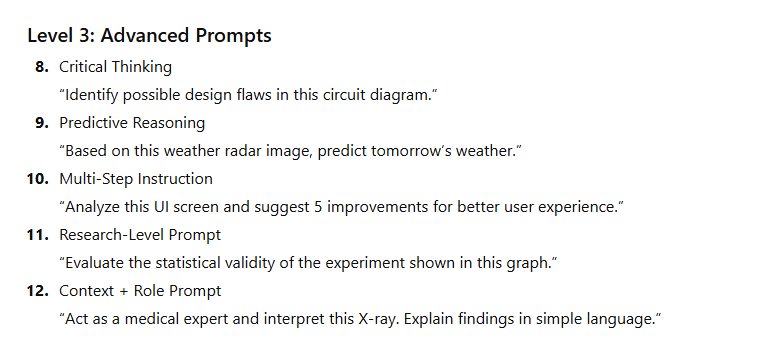 Level 3: Advanced Prompts
8. Critical Thinking
“Identify possible design flaws in this circuit diagram.”
9. Predictive Reasoning
“Based on this weather radar image, predict tomorrow’s weather.”
10. Multi-Step Instruction
“Analyze this UI screen and suggest 5 improvements for better user experience.”
11. Research-Level Prompt
“Evaluate the statistical validity of the experiment shown in this graph.”
12. Context + Role Prompt
“Act as a medical expert and interpret this X-ray. Explain findings in simple language.”